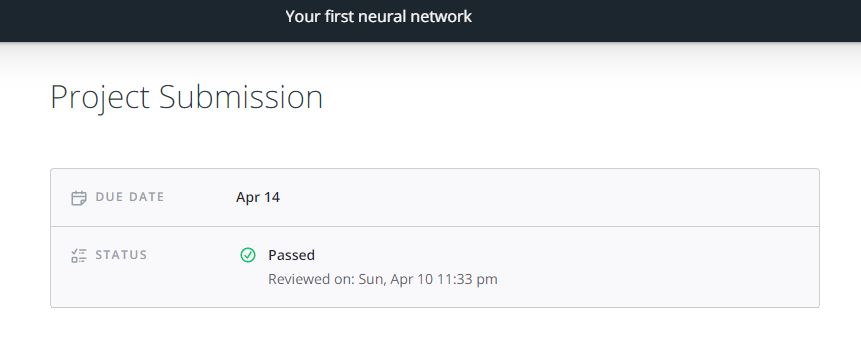 Your first neural network
Project Submission
DUE DATE Apr 14
STATUS Passed
Reviewed on: Sun, Apr 10 11:33 pm